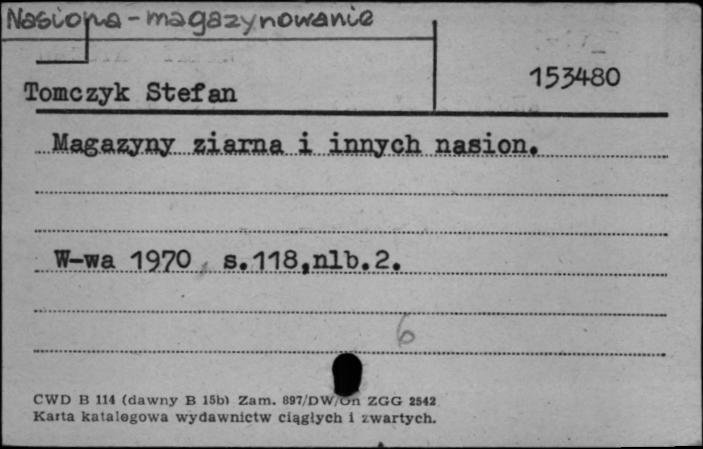 Nasiona - magazynowanie
153480
Tomczyk Stefan
Magazyny ziarna i innych nasion.
W-wa 1970 s.118,nlb.2.
6
CWD B 114 (dawny B 15b) Zam. 897/DW/On ZGG 2542
Karta katalogowa wydawnictw ciągłych i zwartych.